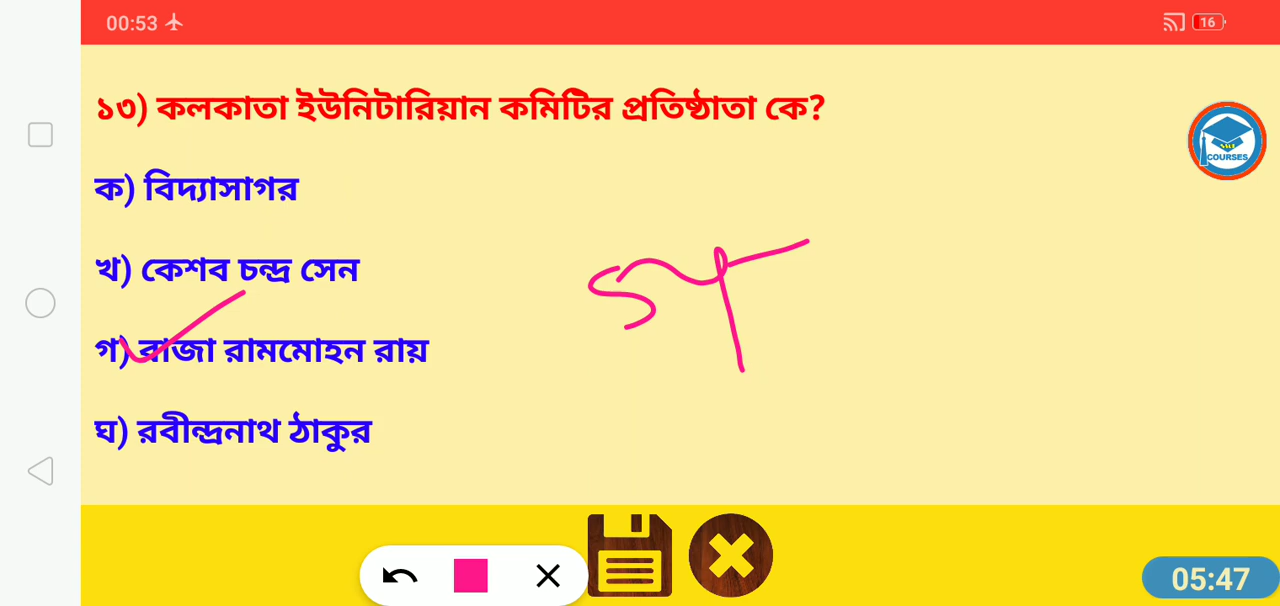 00:53
16
১৩) কলকাতা ইউনিটারিয়ান কমিটির প্রতিষ্ঠাতা কে?
ক) বিদ্যাসাগর
খ) কেশব চন্দ্র সেন
গ) রাজা রামমোহন রায়
ঘ) রবীন্দ্রনাথ ঠাকুর
COURSES
05:47